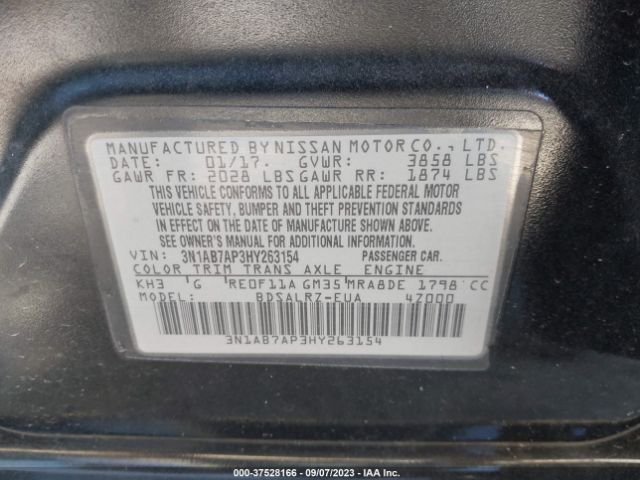 MANUFACTURED BY NISSAN MOTOR CO., LTD.
DATE: 01/17. GVWR: 3858 LBS
GAWR FR: 2028 LBS GAWR RR: 1874 LBS
THIS VEHICLE CONFORMS TO ALL APPLICABLE FEDERAL MOTOR
VEHICLE SAFETY, BUMPER AND THEFT PREVENTION STANDARDS
IN EFFECT ON THE DATE OF MANUFACTURE SHOWN ABOVE.
SEE OWNER'S MANUAL FOR ADDITIONAL INFORMATION.
VIN: 3N1AB7AP3HY263154 PASSENGER CAR.
COLOR TRIM TRANS AXLE ENGINE
KH3 G RE0F11A GM35 MRA8DE 1798 CC
MODEL BDSALRZ-EUA 4Z000
3N1AB7AP3HY263154
000-37528166 - 09/07/2023 - IAA Inc.